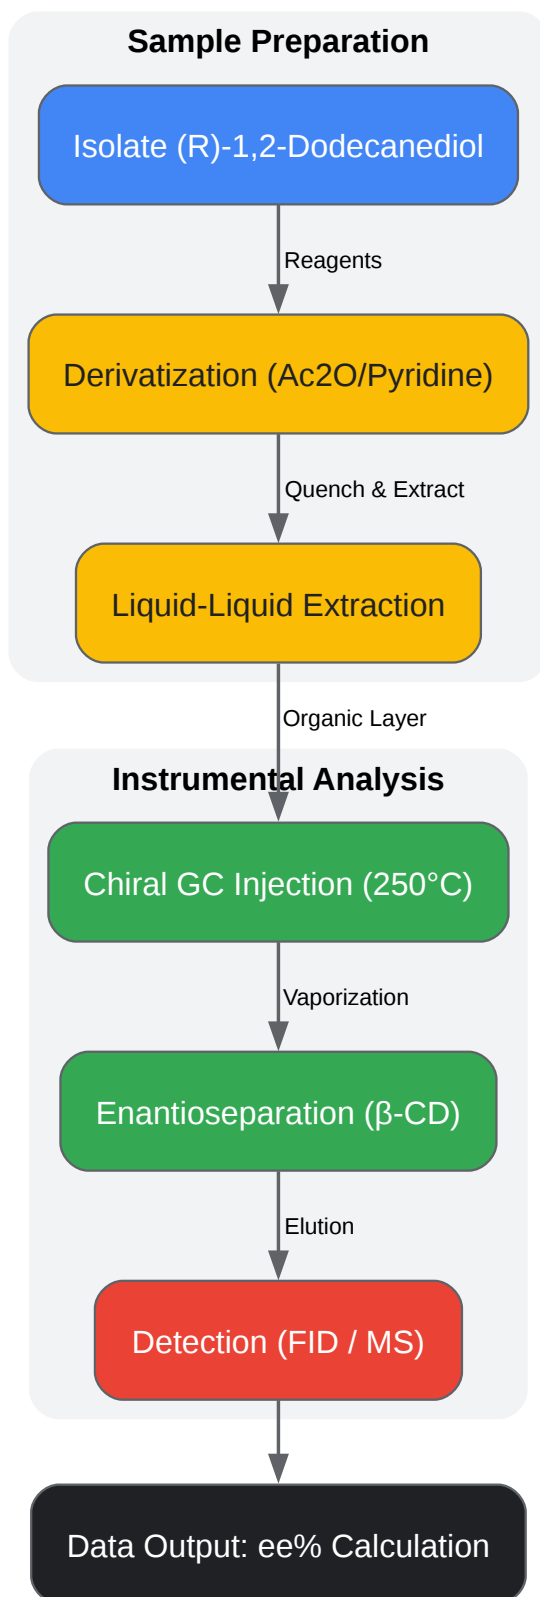 Sample Preparation
Isolate (R)-1,2-Dodecanediol
Reagents
Derivatization (Ac2O/Pyridine)
Quench & Extract
Liquid-Liquid Extraction
Organic Layer
Instrumental Analysis
Chiral GC Injection (250°C)
Vaporization
Enantioseparation (β-CD)
Elution
Detection (FID / MS)
Data Output: ee% Calculation